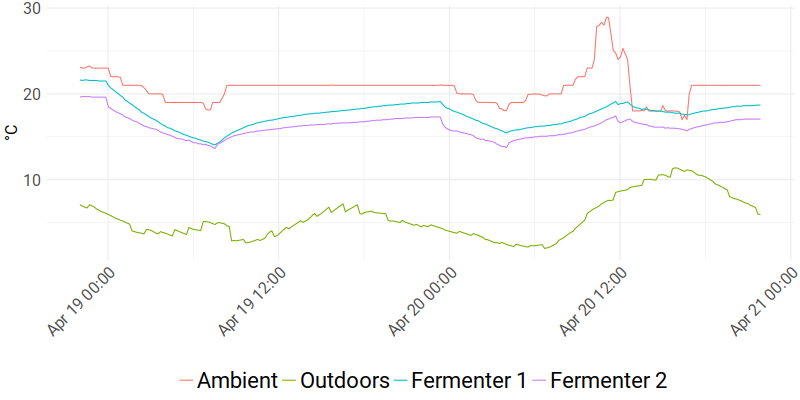 30
20
10
°C
Apr 19 00:00
Apr 19 12:00
Apr 20 00:00
Apr 20 12:00
Apr 21 00:00
Ambient Outdoors Fermenter 1 Fermenter 2